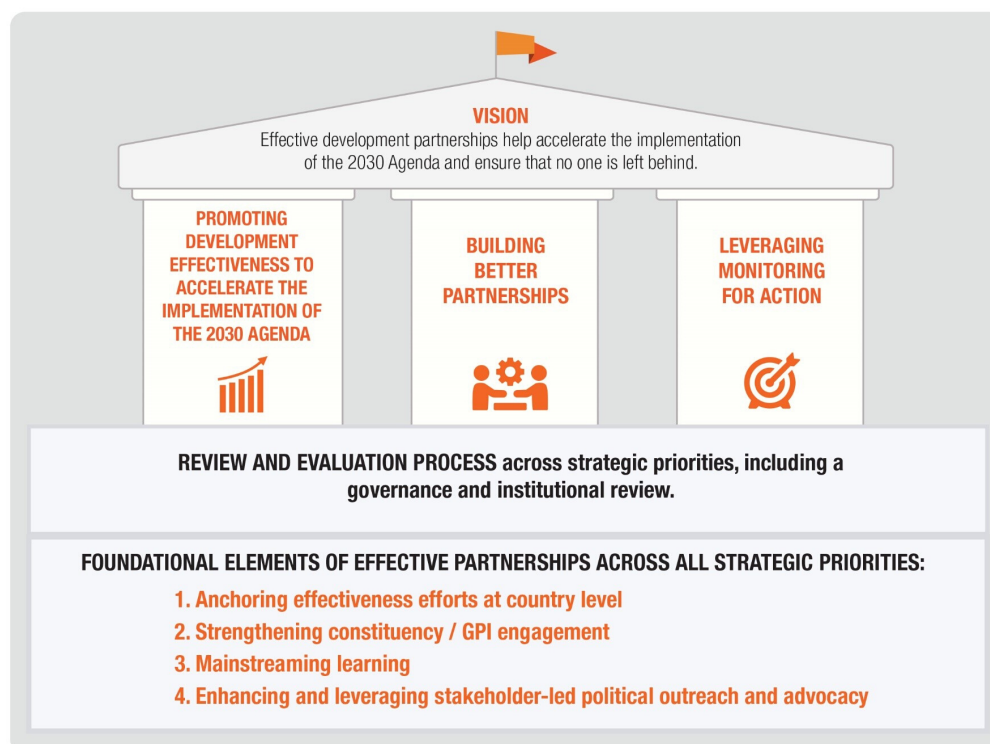 VISION
Effective development partnerships help accelerate the implementation
of the 2030 Agenda and ensure that no one is left behind.
PROMOTING
DEVELOPMENT
EFFECTIVENESS TO
ACCELERATE THE
IMPLEMENTATION OF
THE 2030 AGENDA
BUILDING
BETTER
PARTNERSHIPS
LEVERAGING
MONITORING
FOR ACTION
REVIEW AND EVALUATION PROCESS across strategic priorities, including a
governance and institutional review.
FOUNDATIONAL ELEMENTS OF EFFECTIVE PARTNERSHIPS ACROSS ALL STRATEGIC PRIORITIES:
1. Anchoring effectiveness efforts at country level
2. Strengthening constituency / GPI engagement
3. Mainstreaming learning
4. Enhancing and leveraging stakeholder-led political outreach and advocacy